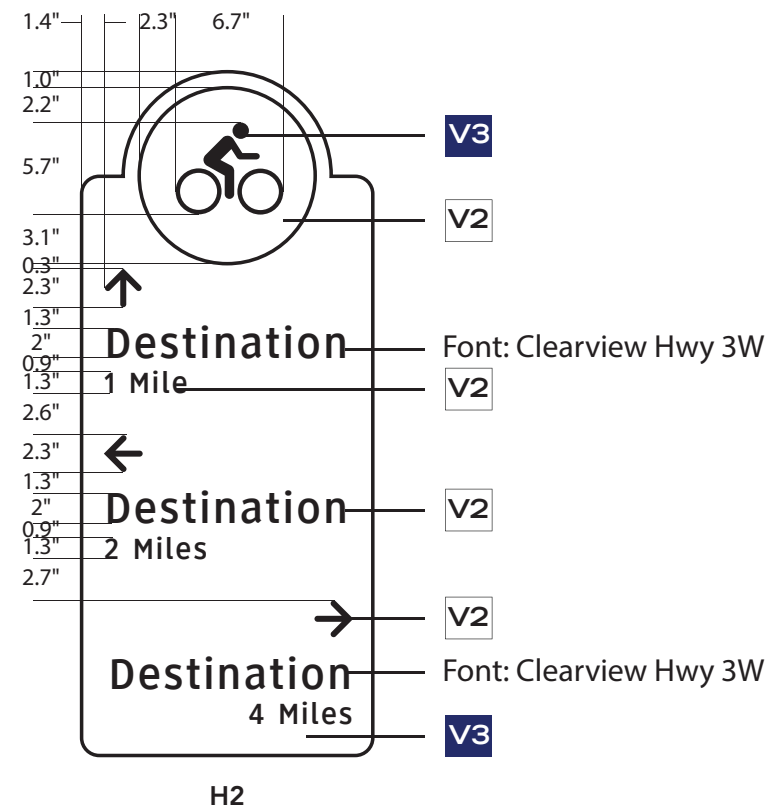 1.4" 2.3" 6.7"
1.0"
2.2"
V3
5.7"
V2
3.1"
0.3"
2.3"
1.3"
2" Destination Font: Clearview Hwy 3W
0.9"
1.3" 1 Mile V2
2.6"
2.3"
1.3"
2" Destination V2
0.9"
1.3" 2 Miles
2.7"
V2
Destination Font: Clearview Hwy 3W
4 Miles
V3
H2